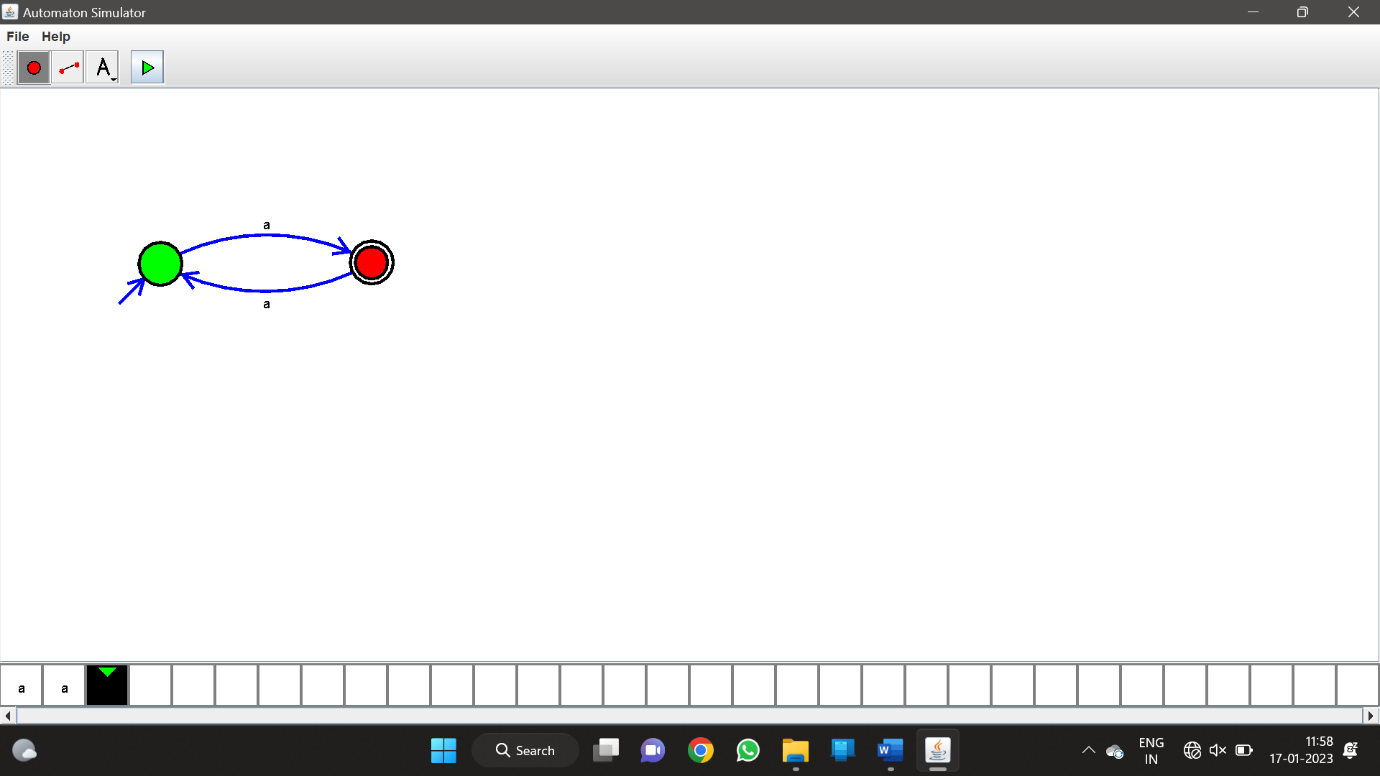 Automaton Simulator
File Help
A
a
a
a a
Search
ENG
IN
11:58
17-01-2023